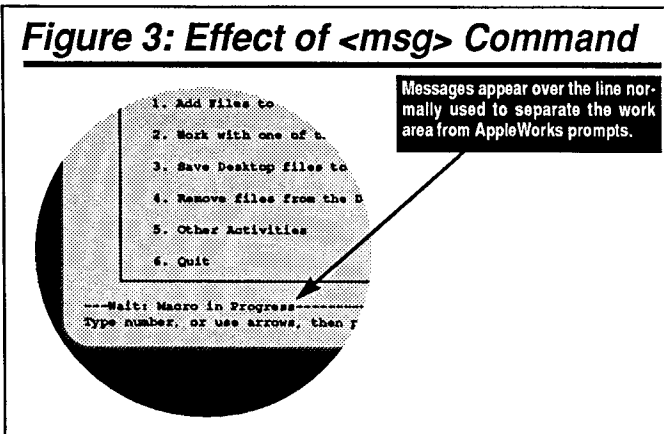 Figure 3: Effect of <msg> Command
Messages appear over the line nor-
mally used to separate the work
area from AppleWorks prompts.
1. Add Files to
2. Work with one of t
3. Save Desktop files to
4. Remove files from the D
5. Other Activities
6. Quit
---Wait: Macro in Progress-----------
Type number, or use arrows, then p